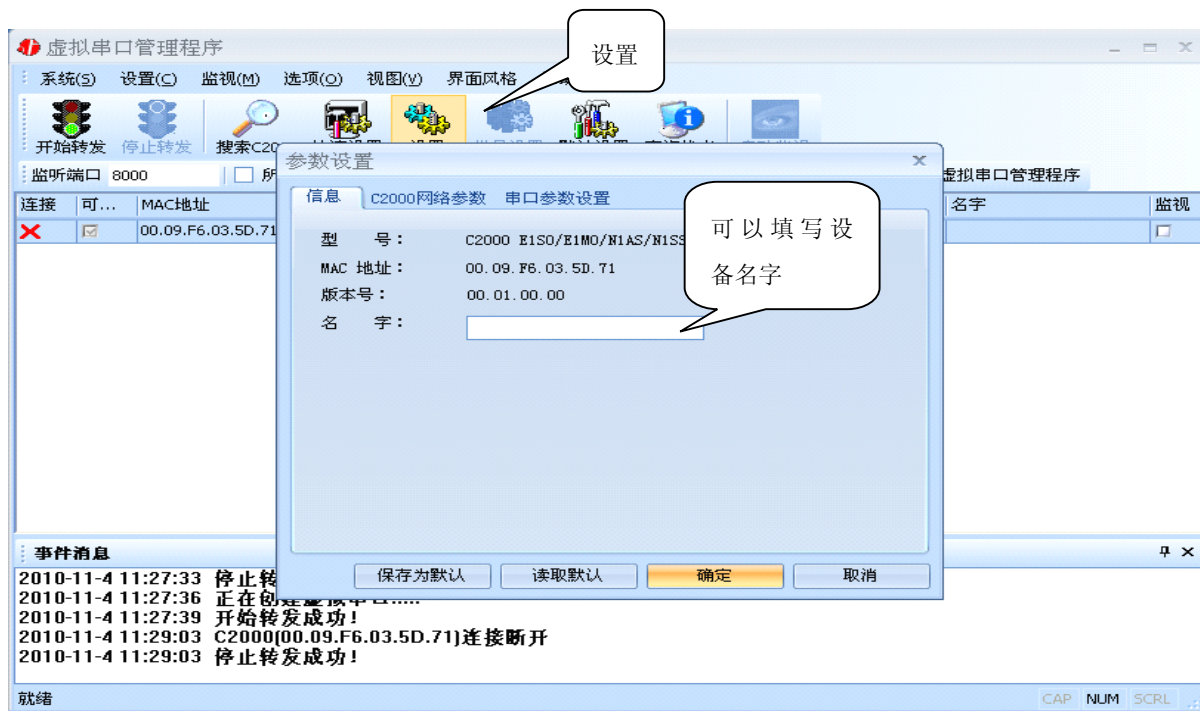 设置
虚拟串口管理程序
系统(S) 设置(C) 监视(M) 选项(O) 视图(V) 界面风格
开始转发 停止转发 搜索C20
监听端口 8000 所 虚拟串口管理程序
连接 可... MAC地址 名字 监视
00.09.F6.03.5D.71
参数设置
信息 C2000网络参数 串口参数设置
型 号： C2000 E1S0/E1M0/N1AS/N1SS
MAC 地址： 00.09.F6.03.5D.71
版本号： 00.01.00.00
名 字：
可以填写设
备名字
保存为默认 读取默认 确定 取消
事件消息
2010-11-4 11:27:33 停止转
2010-11-4 11:27:36 正在创建虚拟串口.....
2010-11-4 11:27:39 开始转发成功!
2010-11-4 11:29:03 C2000(00.09.F6.03.5D.71)连接断开
2010-11-4 11:29:03 停止转发成功!
就绪 CAP NUM SCRL